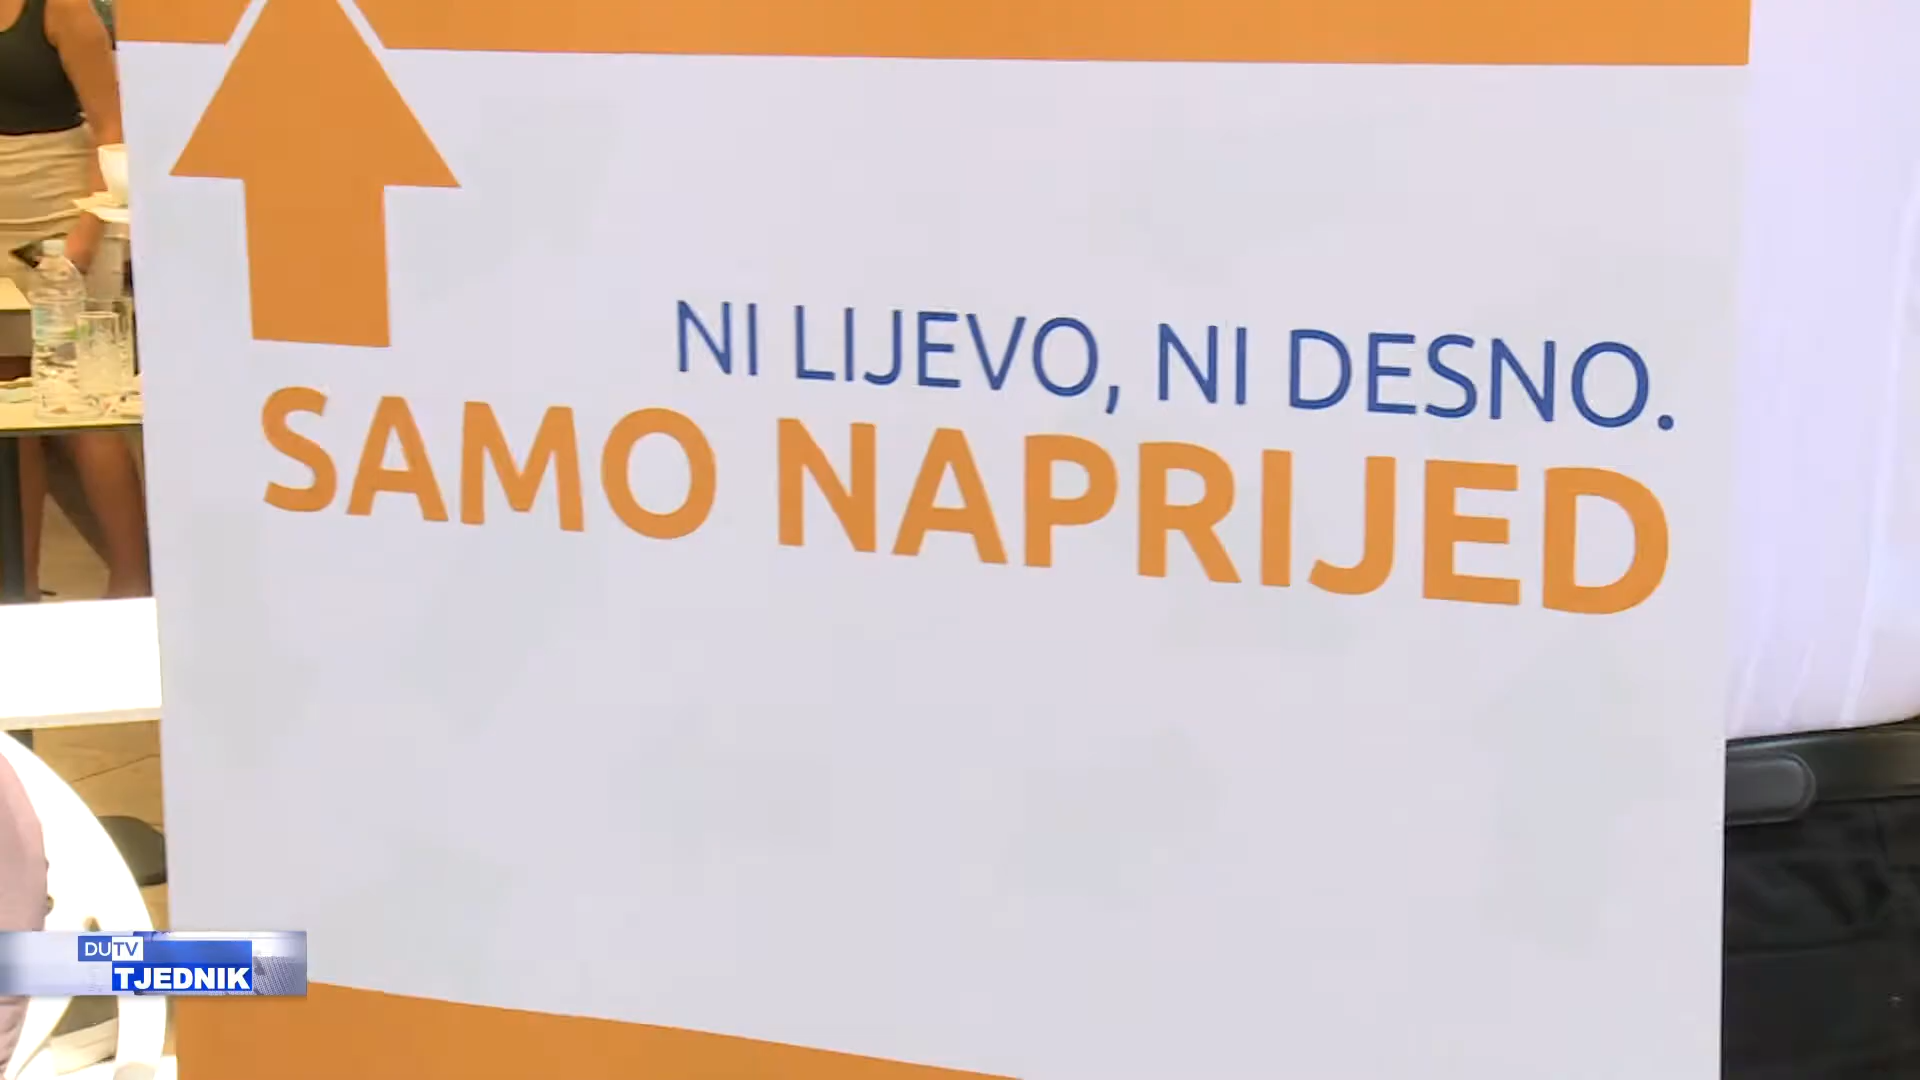 NI LIJEVO, NI DESNO.
SAMO NAPRIJED
DUTV
TJEDNIK